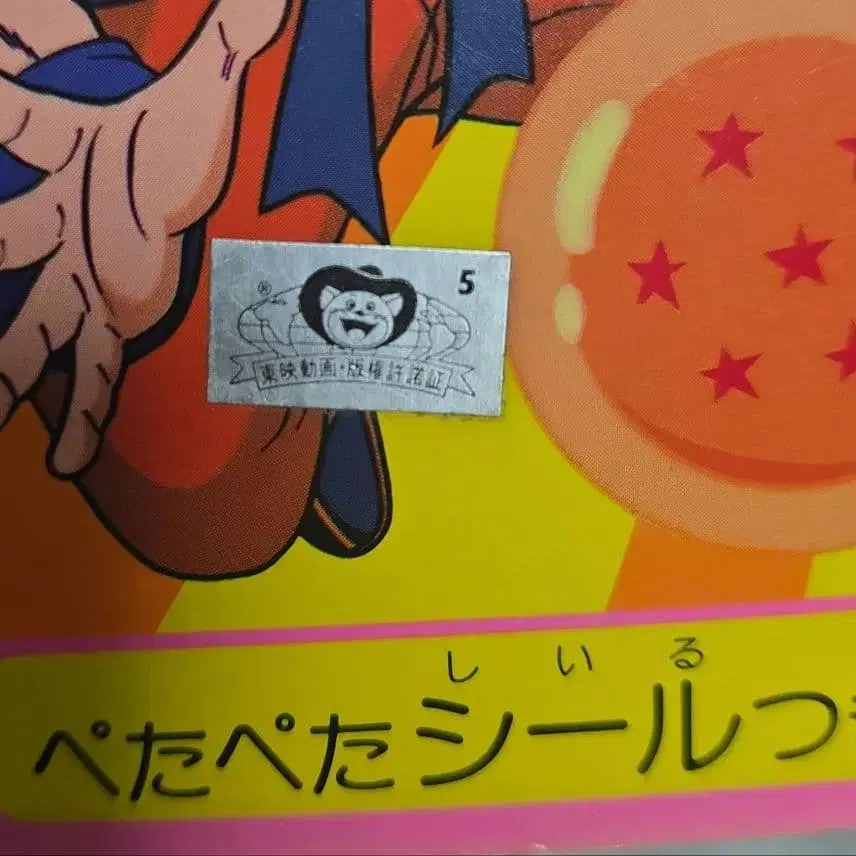 ® 5
東映動画・版権許諾証
しいる
ぺたぺたシールつ